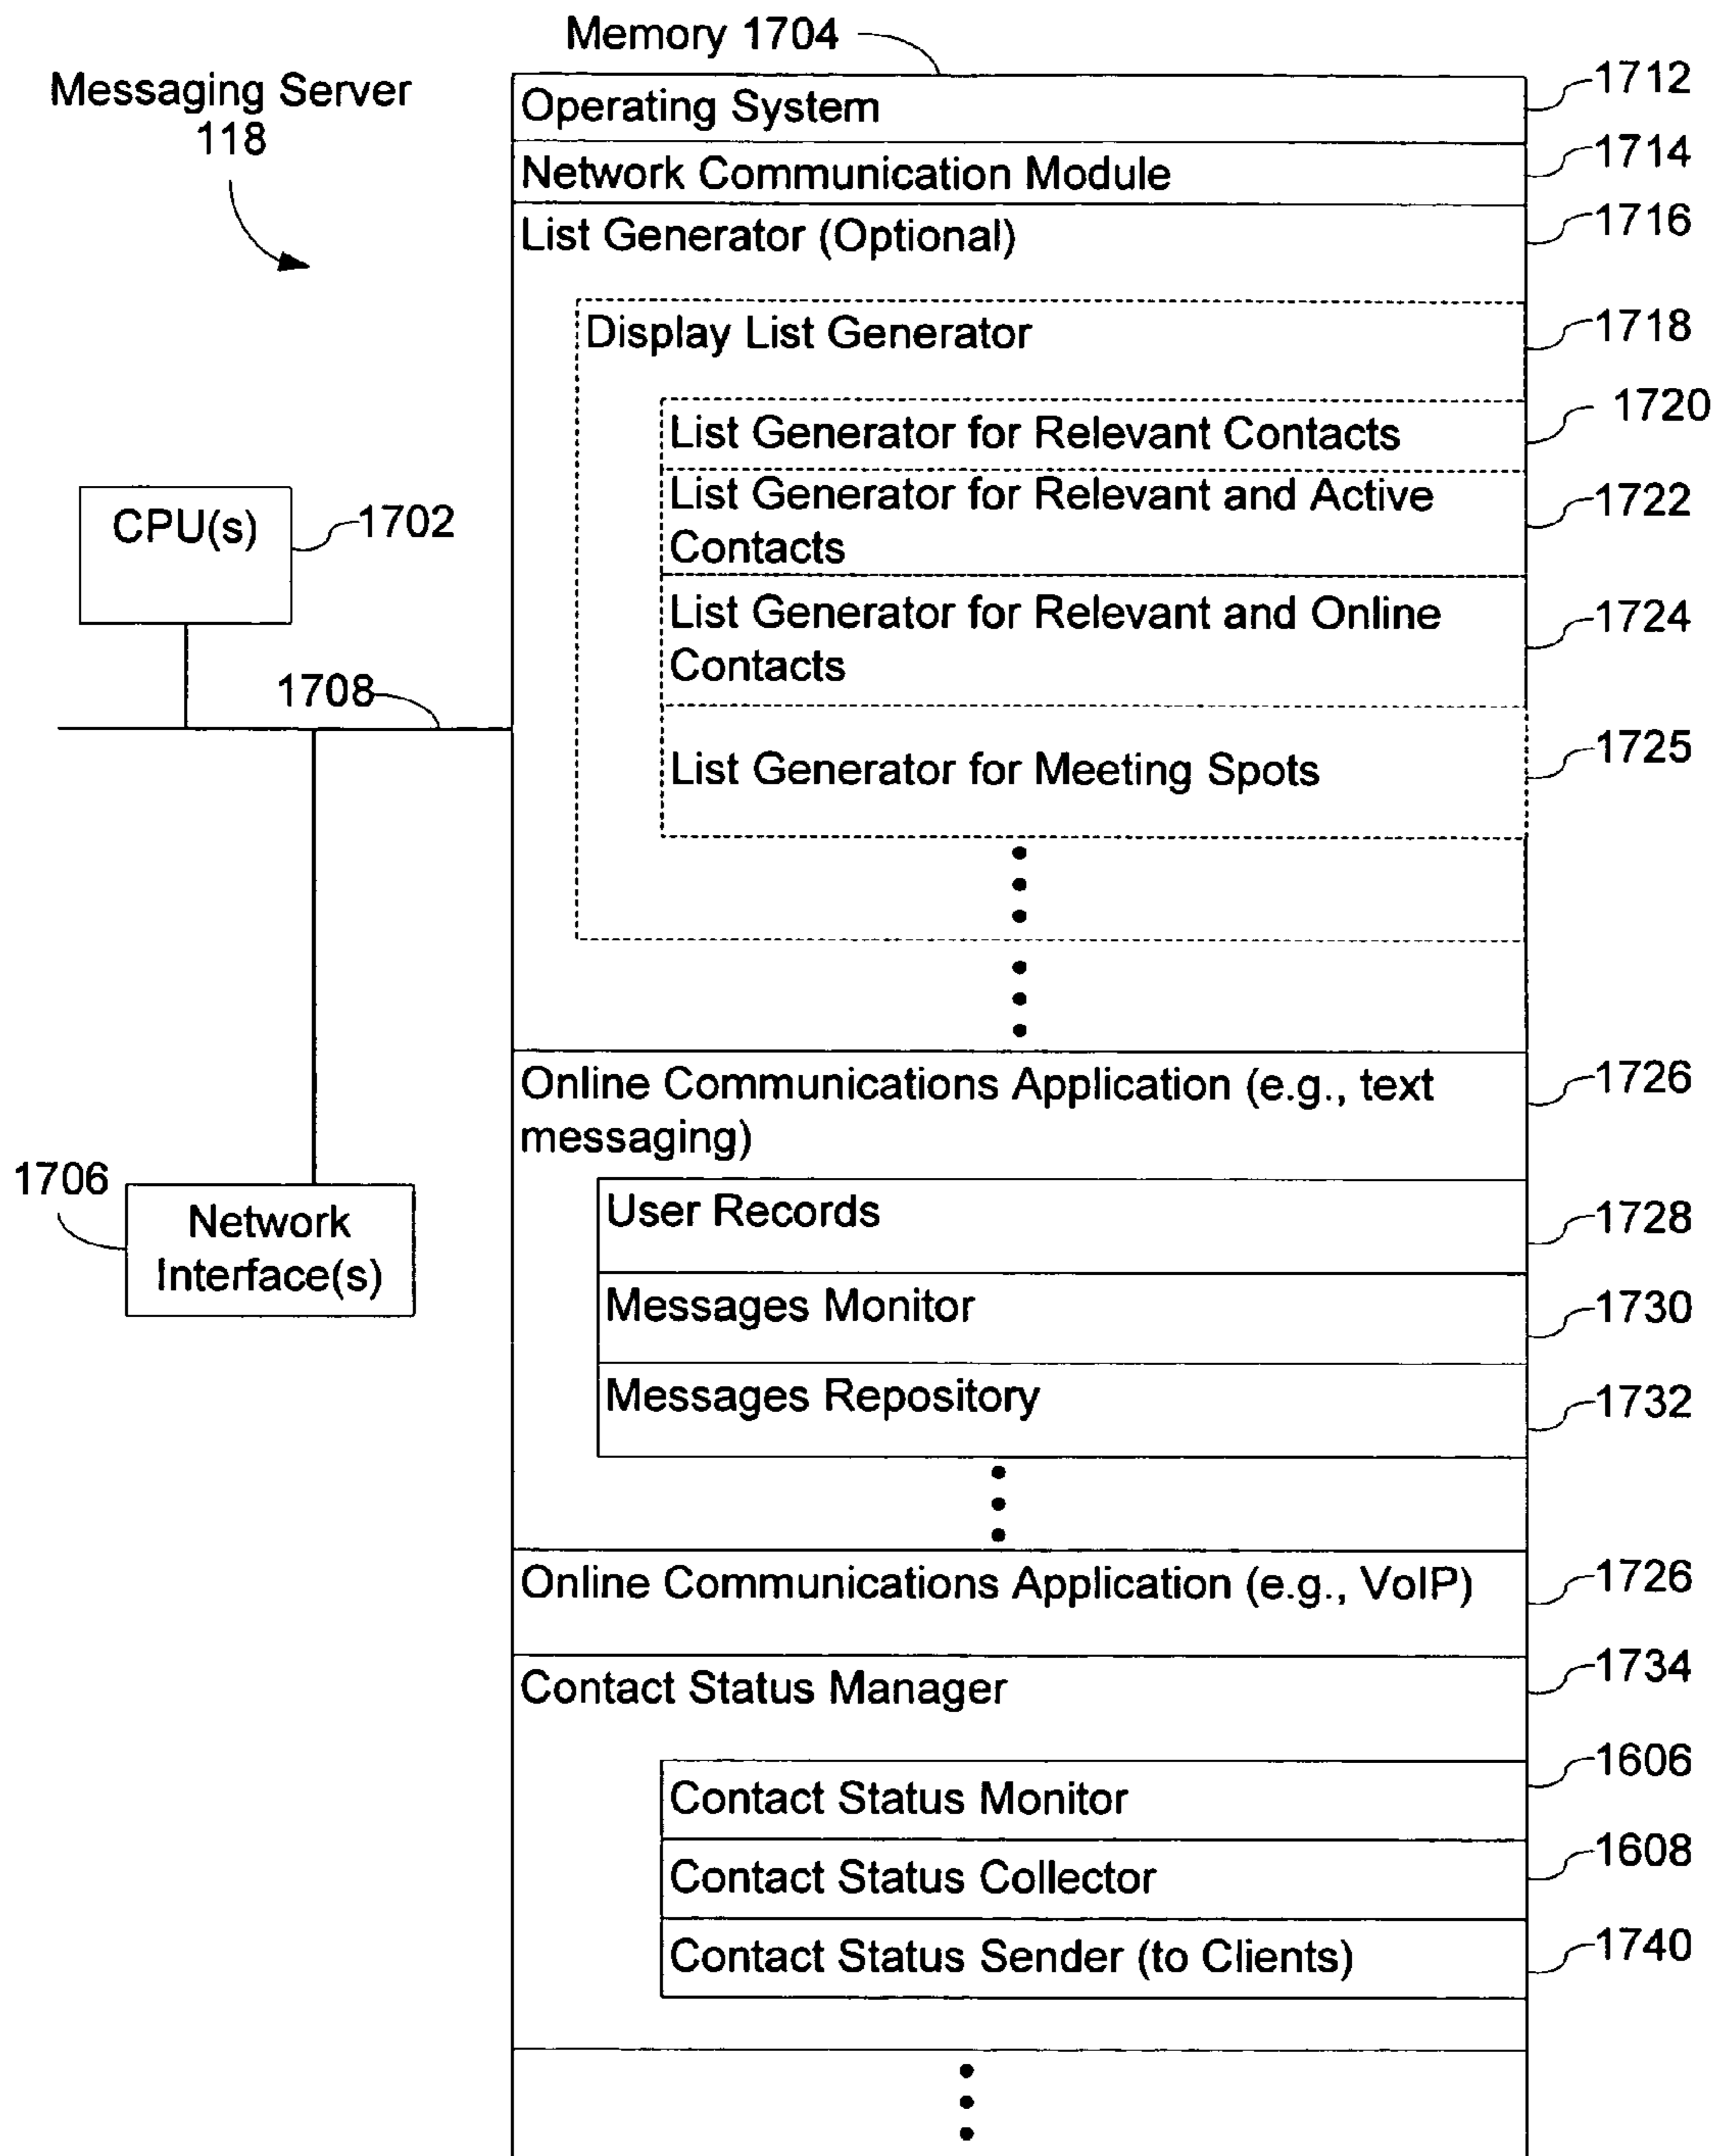 Memory 1704
Messaging Server
118
Operating System
1712
Network Communication Module
1714
List Generator (Optional)
1716
Display List Generator
1718
List Generator for Relevant Contacts
1720
List Generator for Relevant and Active
Contacts
1722
List Generator for Relevant and Online
Contacts
1724
List Generator for Meeting Spots
1725
CPU(s)
1702
1708
1706
Network
Interface(s)
Online Communications Application (e.g., text
messaging)
1726
User Records
1728
Messages Monitor
1730
Messages Repository
1732
Online Communications Application (e.g., VoIP)
1726
Contact Status Manager
1734
Contact Status Monitor
1606
Contact Status Collector
1608
Contact Status Sender (to Clients)
1740